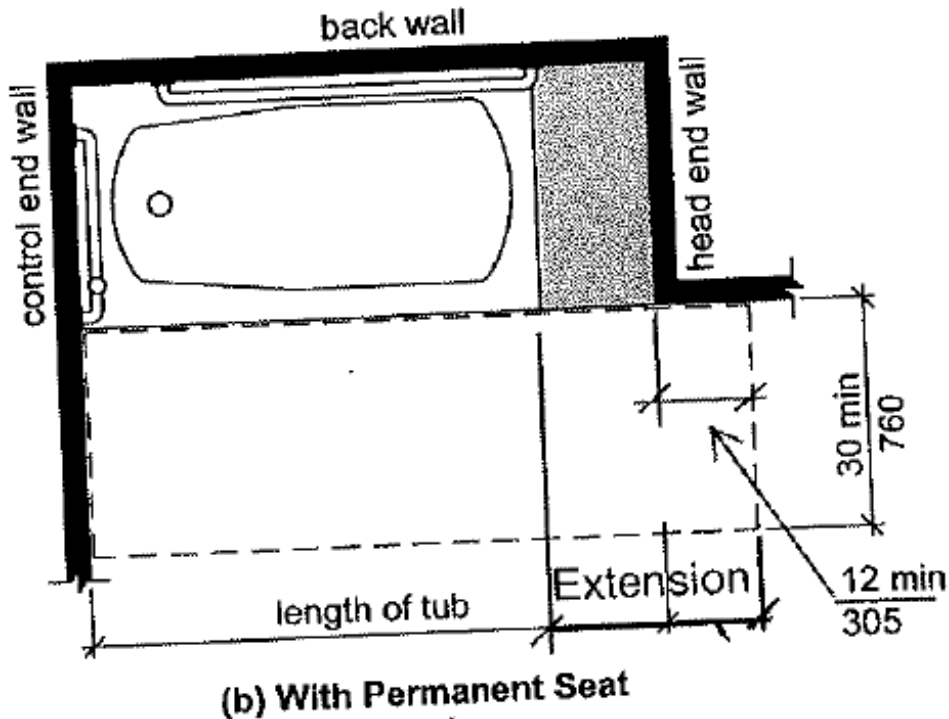 back wall
control end wall
head end wall
30 min
760
12 min
305
Extension
length of tub
(b) With Permanent Seat